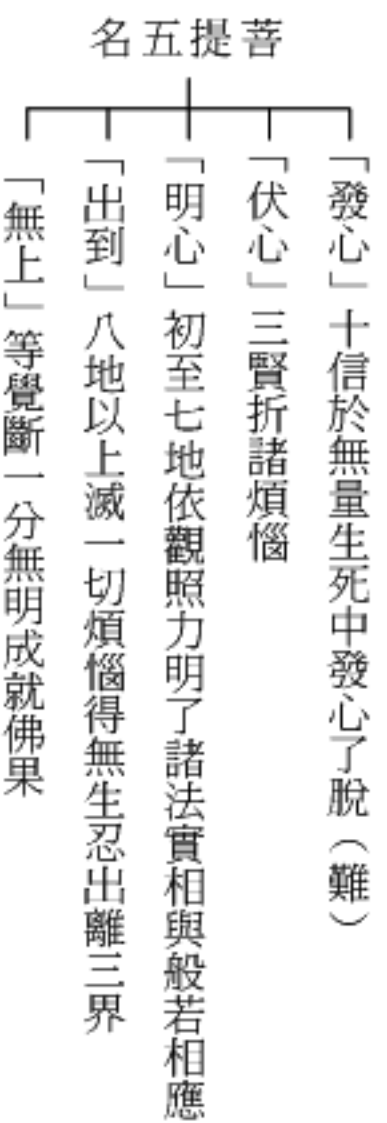 菩提五名
「發心」十信於無量生死中發心了脫（難）
「伏心」三賢折諸煩惱
「明心」初至七地依觀照力明了諸法實相與般若相應
「出到」八地以上滅一切煩惱得無生忍出離三界
「無上」等覺斷一分無明成就佛果